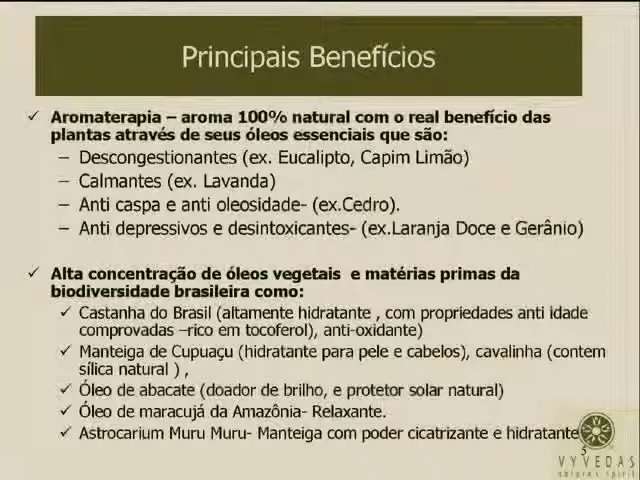 Principais Benefícios
✓ Aromaterapia – aroma 100% natural com o real benefício das
plantas através de seus óleos essenciais que são:
– Descongestionantes (ex. Eucalipto, Capim Limão)
– Calmantes (ex. Lavanda)
– Anti caspa e anti oleosidade- (ex.Cedro).
– Anti depressivos e desintoxicantes- (ex.Laranja Doce e Gerânio)
✓ Alta concentração de óleos vegetais e matérias primas da
biodiversidade brasileira como:
✓ Castanha do Brasil (altamente hidratante , com propriedades anti idade
comprovadas –rico em tocoferol), anti-oxidante)
✓ Manteiga de Cupuaçu (hidratante para pele e cabelos), cavalinha (contem
sílica natural ) ,
✓ Óleo de abacate (doador de brilho, e protetor solar natural)
✓ Óleo de maracujá da Amazônia- Relaxante.
✓ Astrocarium Muru Muru- Manteiga com poder cicatrizante e hidratante
5
VYVEDAS